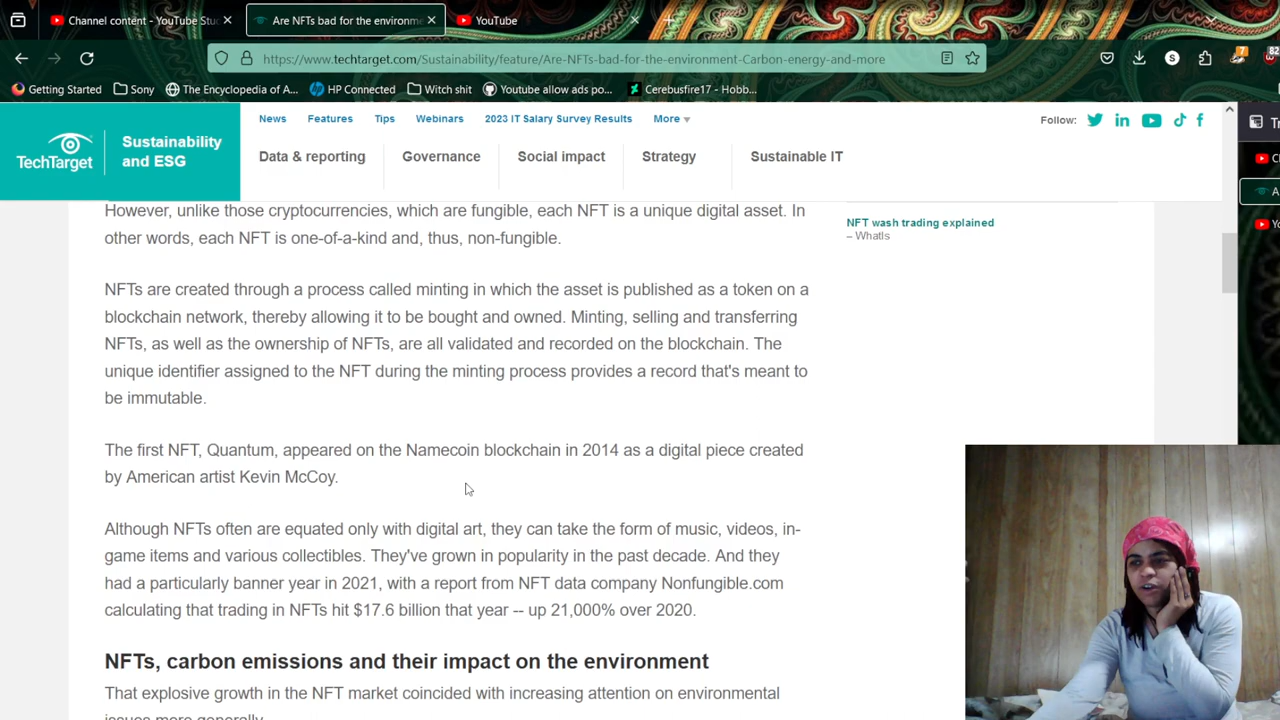 Channel content - YouTube Stu
Are NFTs bad for the environme
YouTube
https://www.techtarget.com/Sustainability/feature/Are-NFTs-bad-for-the-environment-Carbon-energy-and-more
S
7
82
Getting Started
Sony
The Encyclopedia of A...
HP Connected
Witch shit
Youtube allow ads po...
Cerebusfire17 - Hobb...
TechTarget
Sustainability
and ESG
News
Features
Tips
Webinars
2023 IT Salary Survey Results
More
Follow:
Data & reporting
Governance
Social impact
Strategy
Sustainable IT
However, unlike those cryptocurrencies, which are fungible, each NFT is a unique digital asset. In
other words, each NFT is one-of-a-kind and, thus, non-fungible.
NFT wash trading explained
– WhatIs
NFTs are created through a process called minting in which the asset is published as a token on a
blockchain network, thereby allowing it to be bought and owned. Minting, selling and transferring
NFTs, as well as the ownership of NFTs, are all validated and recorded on the blockchain. The
unique identifier assigned to the NFT during the minting process provides a record that's meant to
be immutable.
The first NFT, Quantum, appeared on the Namecoin blockchain in 2014 as a digital piece created
by American artist Kevin McCoy.
Although NFTs often are equated only with digital art, they can take the form of music, videos, in-
game items and various collectibles. They've grown in popularity in the past decade. And they
had a particularly banner year in 2021, with a report from NFT data company Nonfungible.com
calculating that trading in NFTs hit $17.6 billion that year -- up 21,000% over 2020.
NFTs, carbon emissions and their impact on the environment
That explosive growth in the NFT market coincided with increasing attention on environmental
issues more generally.